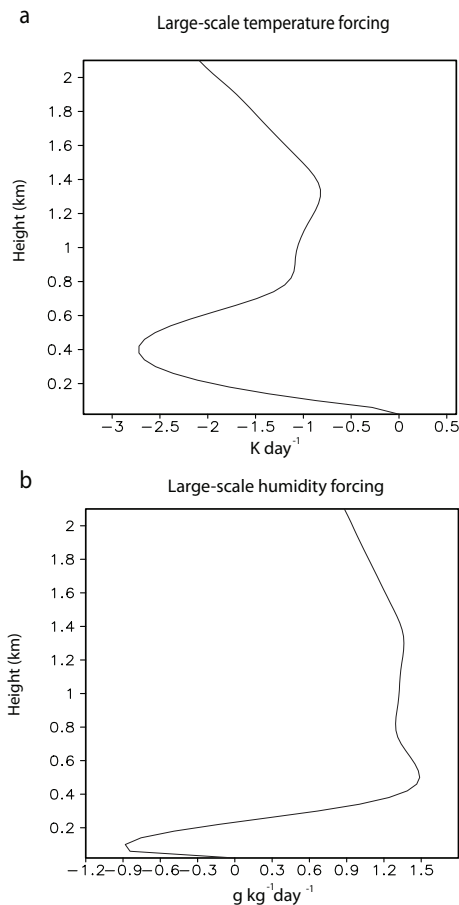 a
Large-scale temperature forcing
2
1.8
1.6
1.4
1.2
1
0.8
0.6
0.4
0.2
Height (km)
−3 −2.5 −2 −1.5 −1 −0.5 0 0.5
K day⁻¹
b
Large-scale humidity forcing
2
1.8
1.6
1.4
1.2
1
0.8
0.6
0.4
0.2
Height (km)
−1.2 −0.9 −0.6 −0.3 0 0.3 0.6 0.9 1.2 1.5
g kg⁻¹day⁻¹